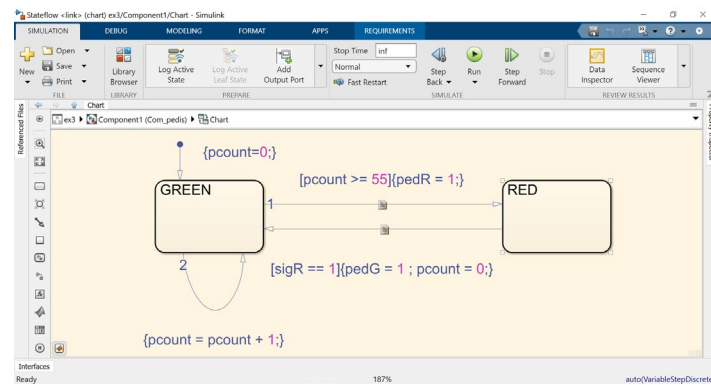 Stateflow <link> (chart) ex3/Component1/Chart - Simulink
SIMULATION DEBUG MODELING FORMAT APPS REQUIREMENTS
New
Open
Save
Print
Library Browser
Log Active State
Log Active Leaf State
Add Output Port
Stop Time inf
Normal
Fast Restart
Step Back
Run
Step Forward
Stop
Data Inspector
Sequence Viewer
FILE LIBRARY PREPARE SIMULATE REVIEW RESULTS
Referenced Files
Chart
ex3 Component1 (Com_pedis) Chart
{pcount=0;}
GREEN
[pcount >= 55]{pedR = 1;}
RED
1
2
[sigR == 1]{pedG = 1 ; pcount = 0;}
{pcount = pcount + 1;}
Interfaces
Ready 187% auto(VariableStepDiscrete